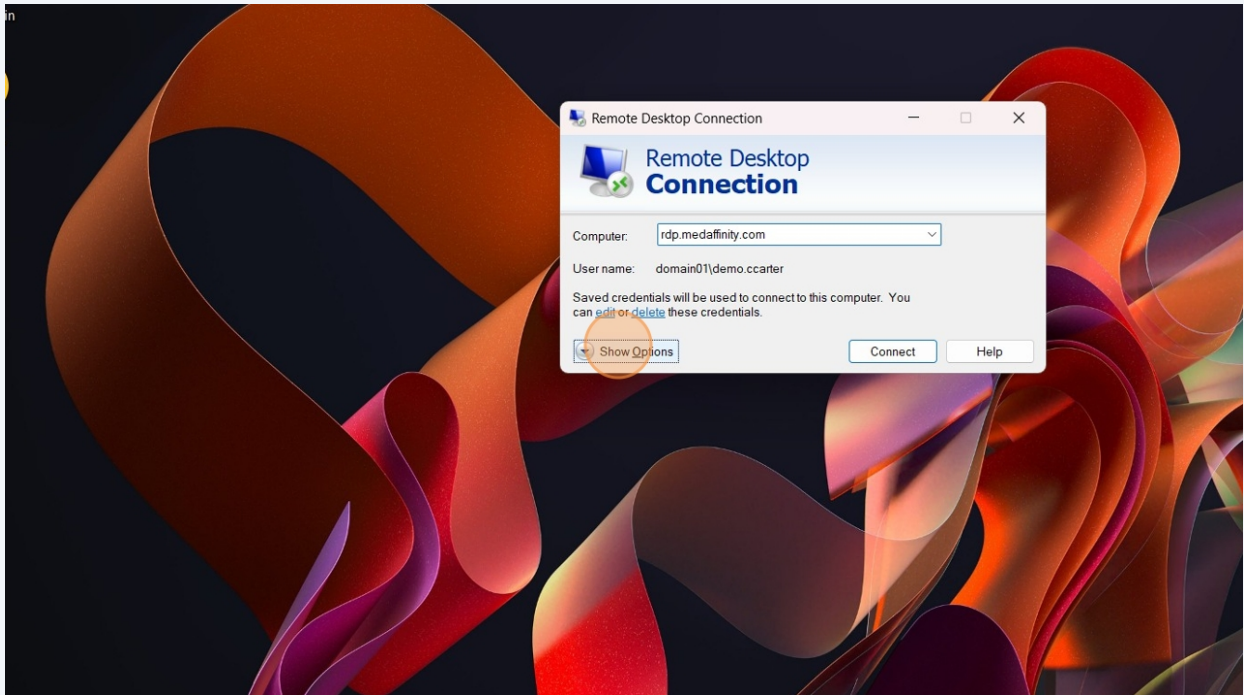 in
Remote Desktop Connection
Remote Desktop
Connection
Computer: rdp.medaffinity.com
User name: domain01\demo.ccarter
Saved credentials will be used to connect to this computer. You
can edit or delete these credentials.
Show Options Connect Help